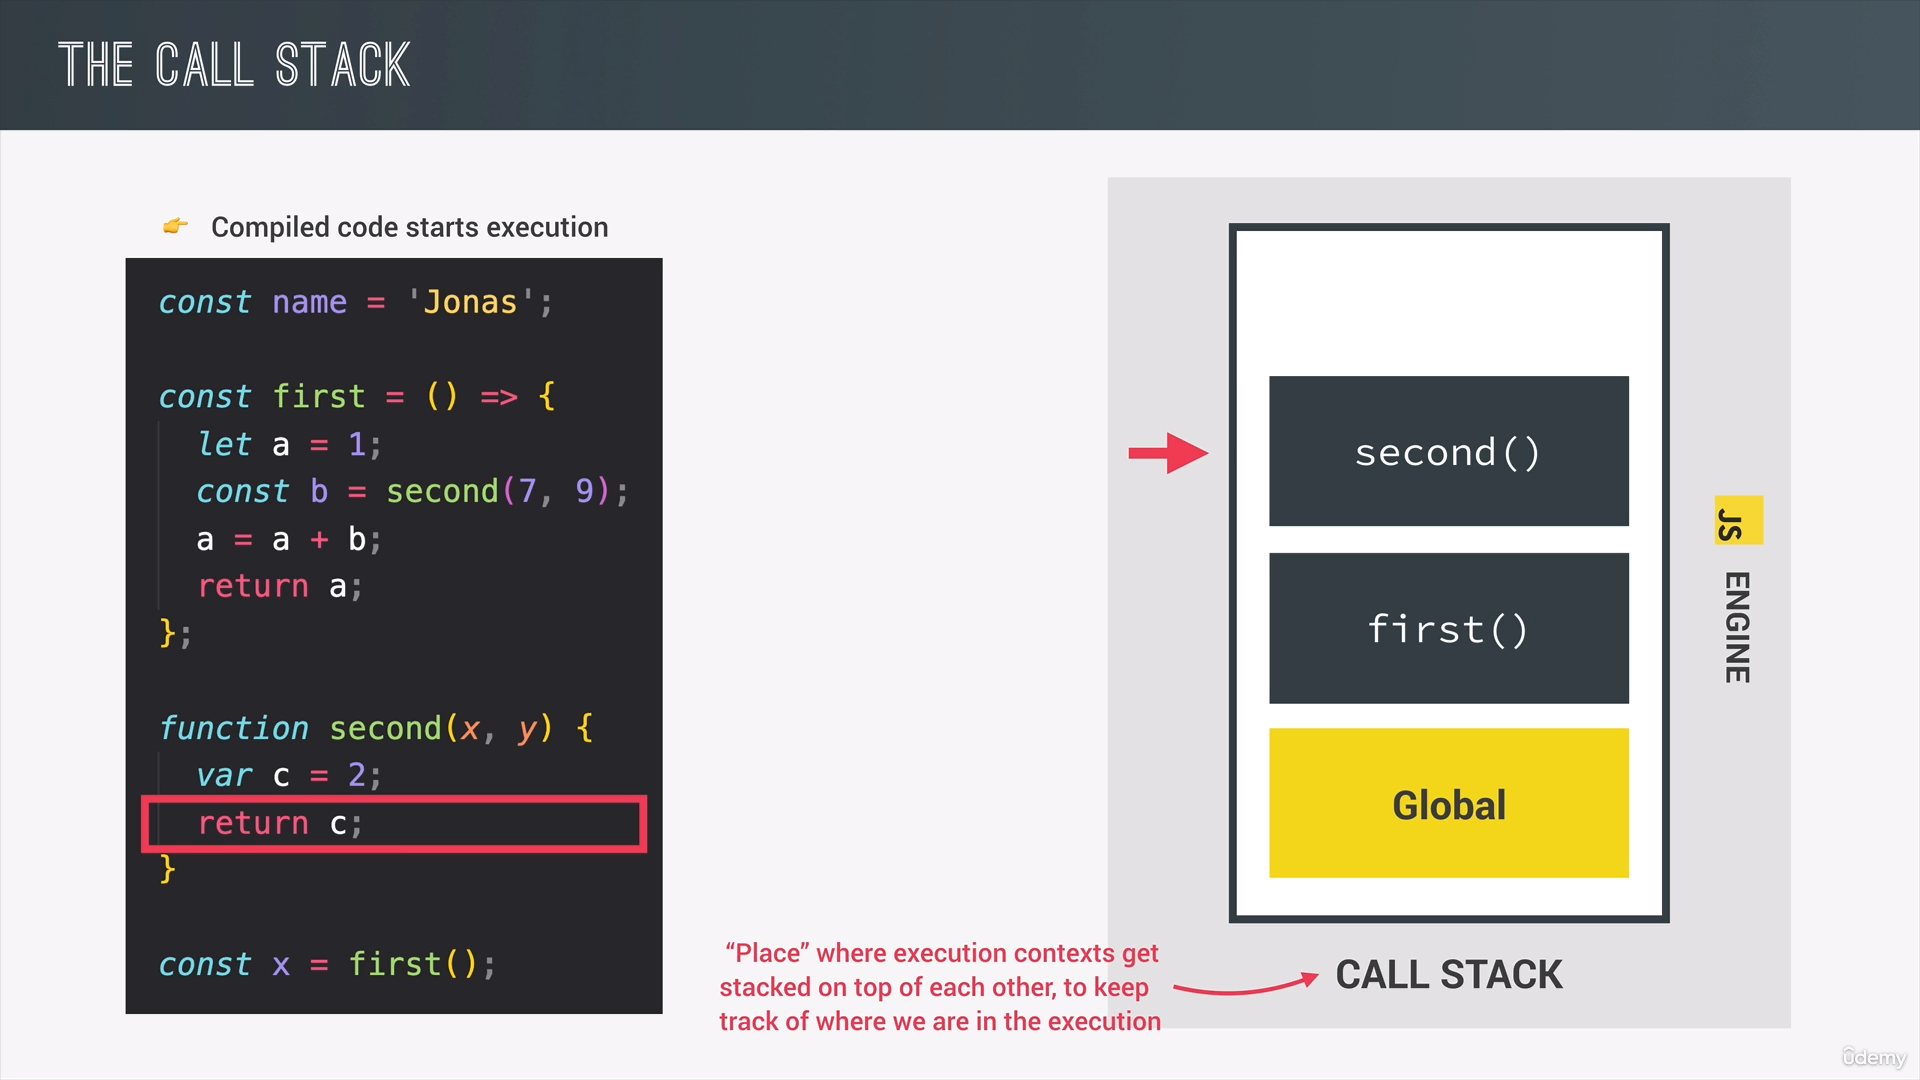 THE CALL STACK
👉 Compiled code starts execution
const name = 'Jonas';
const first = () => {
let a = 1;
const b = second(7, 9);
a = a + b;
return a;
};
function second(x, y) {
var c = 2;
return c;
}
const x = first();
second()
first()
Global
JS ENGINE
CALL STACK
“Place” where execution contexts get
stacked on top of each other, to keep
track of where we are in the execution
ûdemy